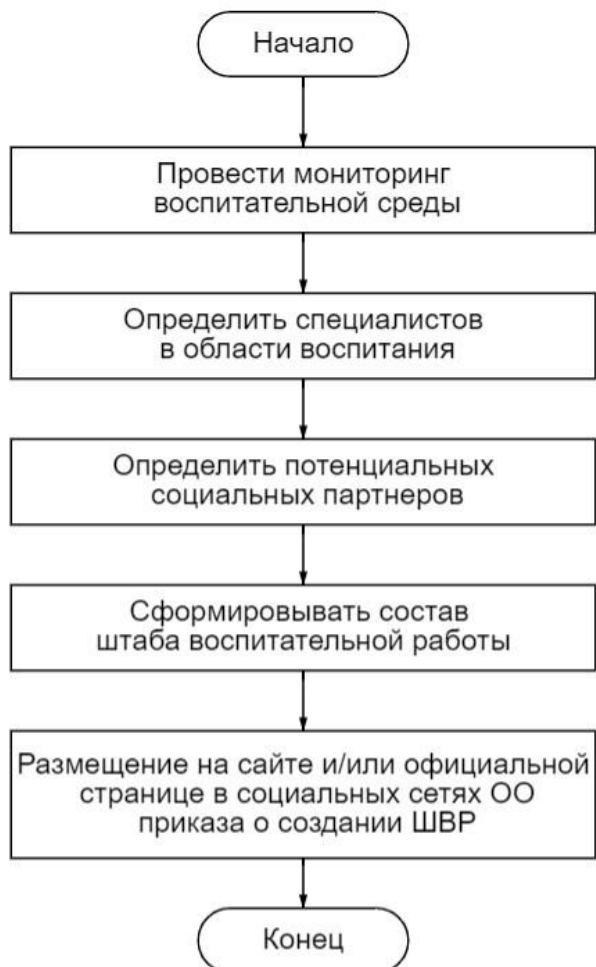 Начало
Провести мониторинг
воспитательной среды
Определить специалистов
в области воспитания
Определить потенциальных
социальных партнеров
Сформировывать состав
штаба воспитательной работы
Размещение на сайте и/или официальной
странице в социальных сетях ОО
приказа о создании ШВР
Конец